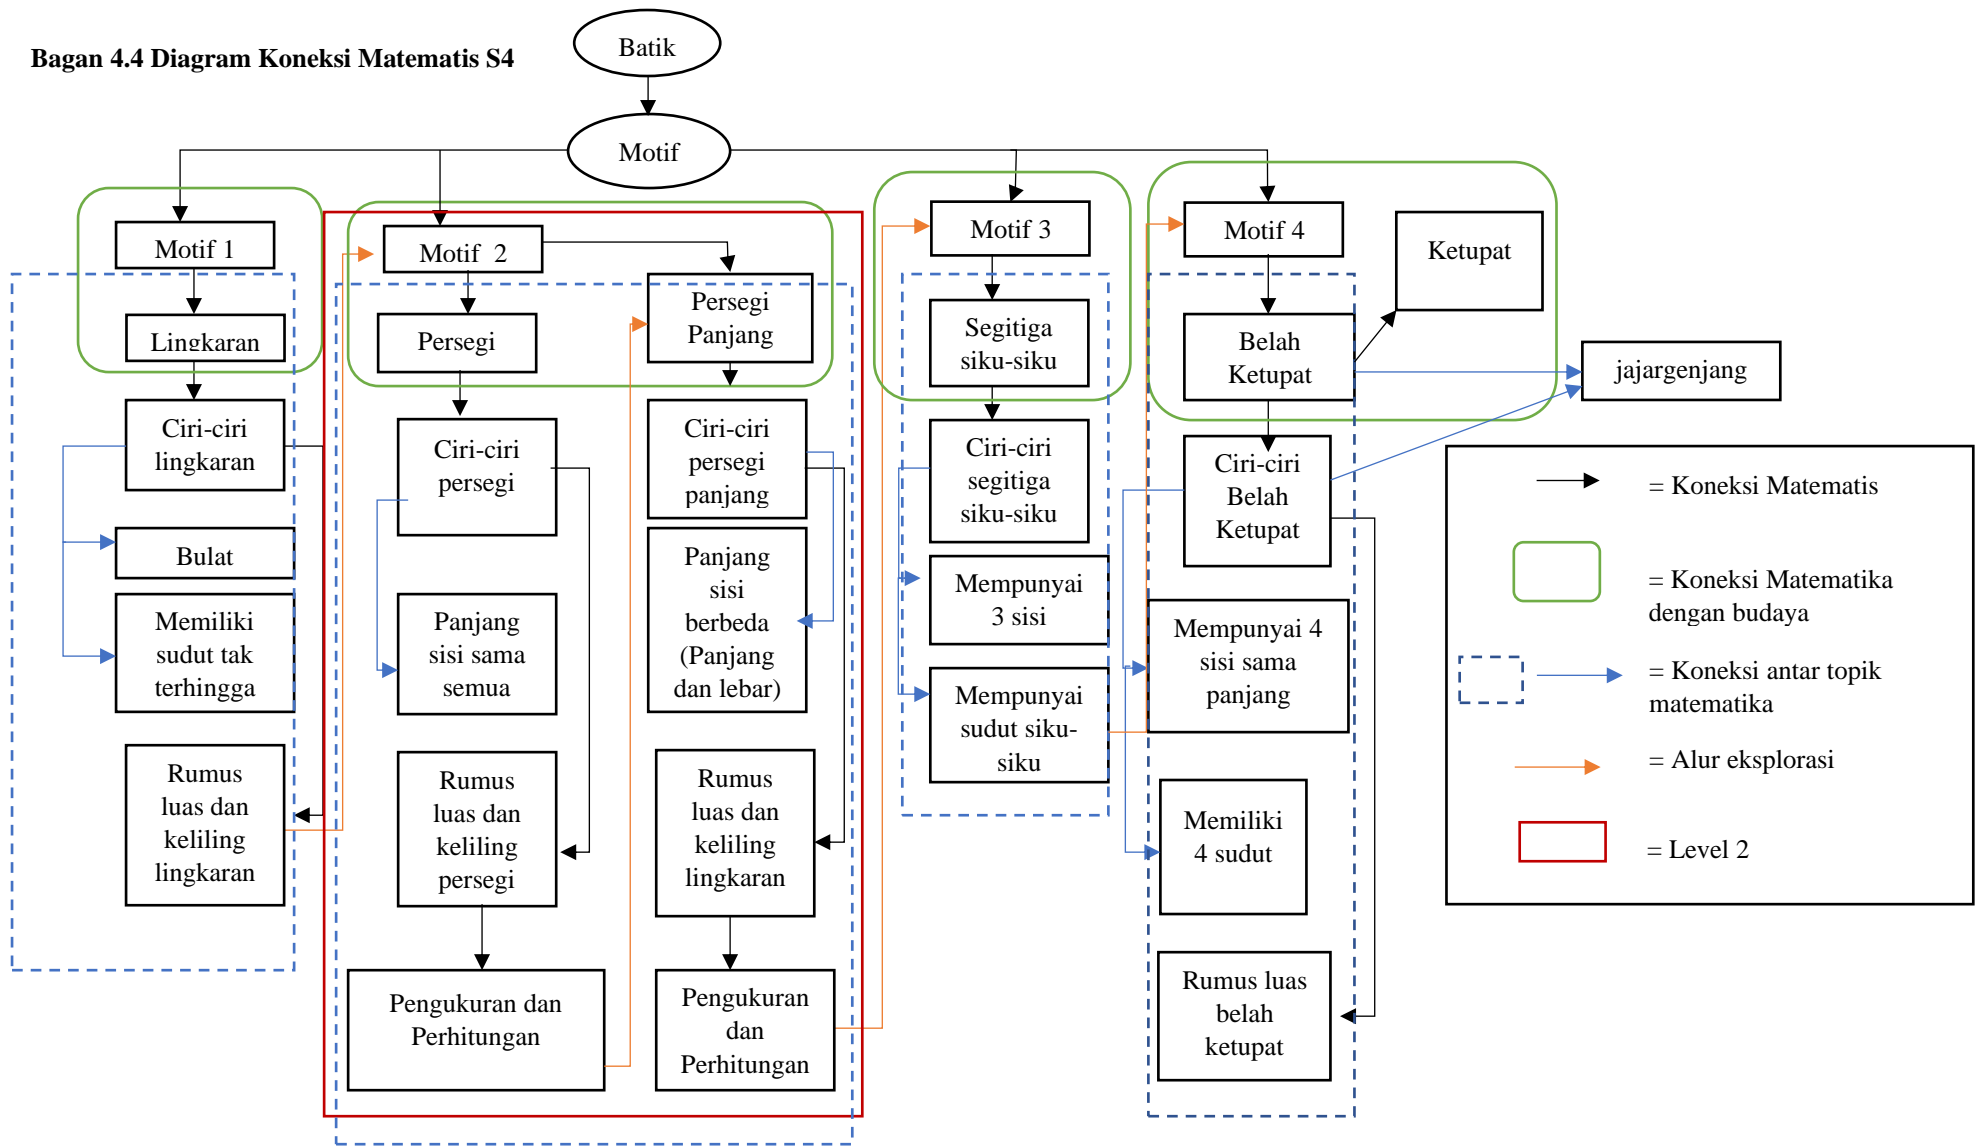 Bagan 4.4 Diagram Koneksi Matematis S4
Batik
Motif
Motif 1
Lingkaran
Ciri-ciri
lingkaran
Bulat
Memiliki
sudut tak
terhingga
Rumus
luas dan
keliling
lingkaran
Motif 2
Persegi
Ciri-ciri
persegi
Panjang
sisi sama
semua
Rumus
luas dan
keliling
persegi
Pengukuran dan
Perhitungan
Persegi
Panjang
Ciri-ciri
persegi
panjang
Panjang
sisi
berbeda
(Panjang
dan lebar)
Rumus
luas dan
keliling
lingkaran
Pengukuran
dan
Perhitungan
Motif 3
Segitiga
siku-siku
Ciri-ciri
segitiga
siku-siku
Mempunyai
3 sisi
Mempunyai
sudut siku-
siku
Motif 4
Belah
Ketupat
Ciri-ciri
Belah
Ketupat
Mempunyai 4
sisi sama
panjang
Memiliki
4 sudut
Rumus luas
belah
ketupat
Ketupat
jajargenjang
= Koneksi Matematis
= Koneksi Matematika
dengan budaya
= Koneksi antar topik
matematika
= Alur eksplorasi
= Level 2